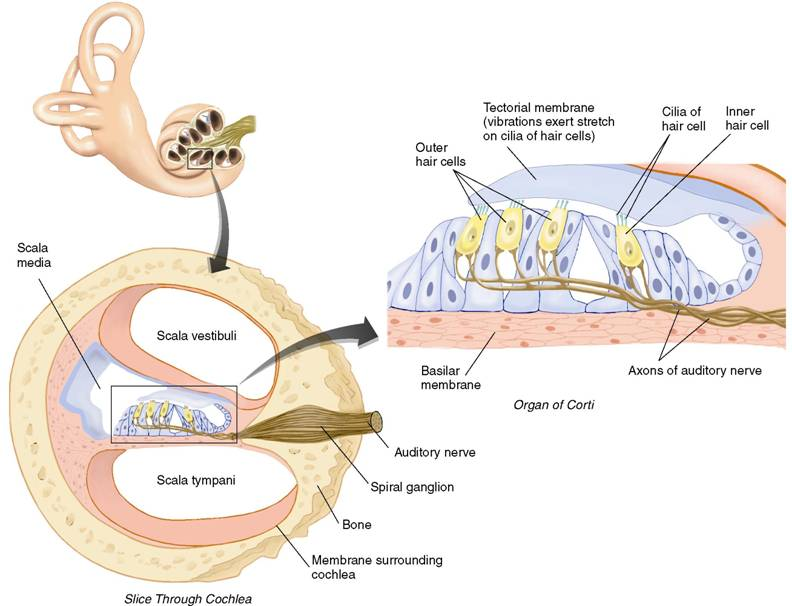 Tectorial membrane
(vibrations exert stretch
on cilia of hair cells)
Cilia of
hair cell
Inner
hair cell
Outer
hair cells
Basilar
membrane
Axons of auditory nerve
Organ of Corti
Scala
media
Scala vestibuli
Scala tympani
Auditory nerve
Spiral ganglion
Bone
Membrane surrounding
cochlea
Slice Through Cochlea